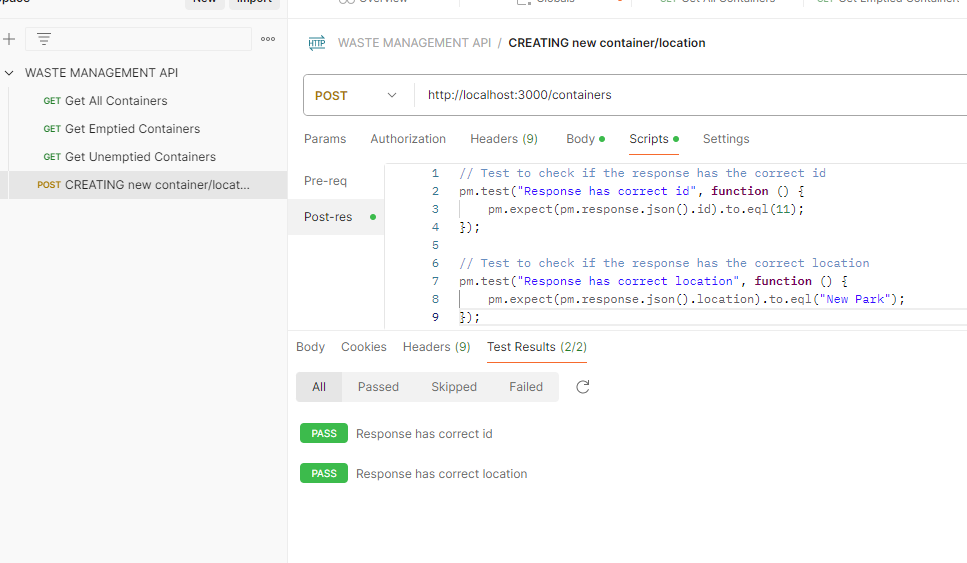 New
Import
Overview
Globals
GET Get All Containers
GET Get Emptied Containers
WASTE MANAGEMENT API
GET Get All Containers
GET Get Emptied Containers
GET Get Unemptied Containers
POST CREATING new container/locat...
HTTP WASTE MANAGEMENT API / CREATING new container/location
POST http://localhost:3000/containers
Params Authorization Headers (9) Body Scripts Settings
Pre-req
Post-res
1 // Test to check if the response has the correct id
2 pm.test("Response has correct id", function () {
3 pm.expect(pm.response.json().id).to.eql(11);
4 });
5
6 // Test to check if the response has the correct location
7 pm.test("Response has correct location", function () {
8 pm.expect(pm.response.json().location).to.eql("New Park");
9 });
Body Cookies Headers (9) Test Results (2/2)
All Passed Skipped Failed
PASS Response has correct id
PASS Response has correct location